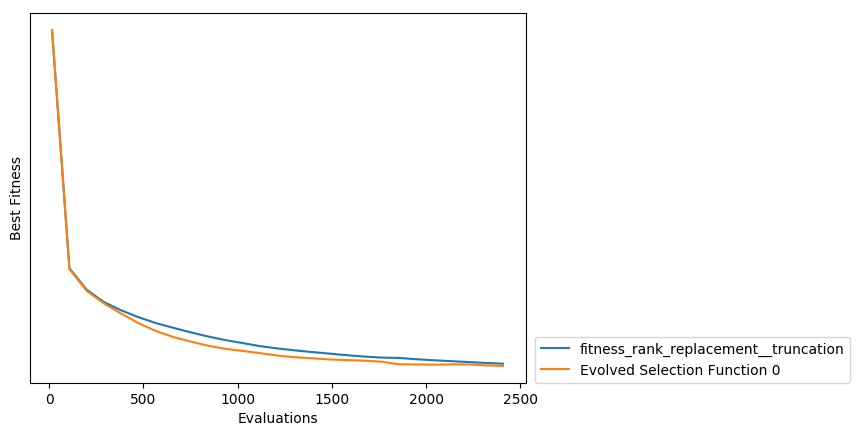 Best Fitness
0
500
1000
1500
2000
2500
Evaluations
fitness_rank_replacement__truncation
Evolved Selection Function 0